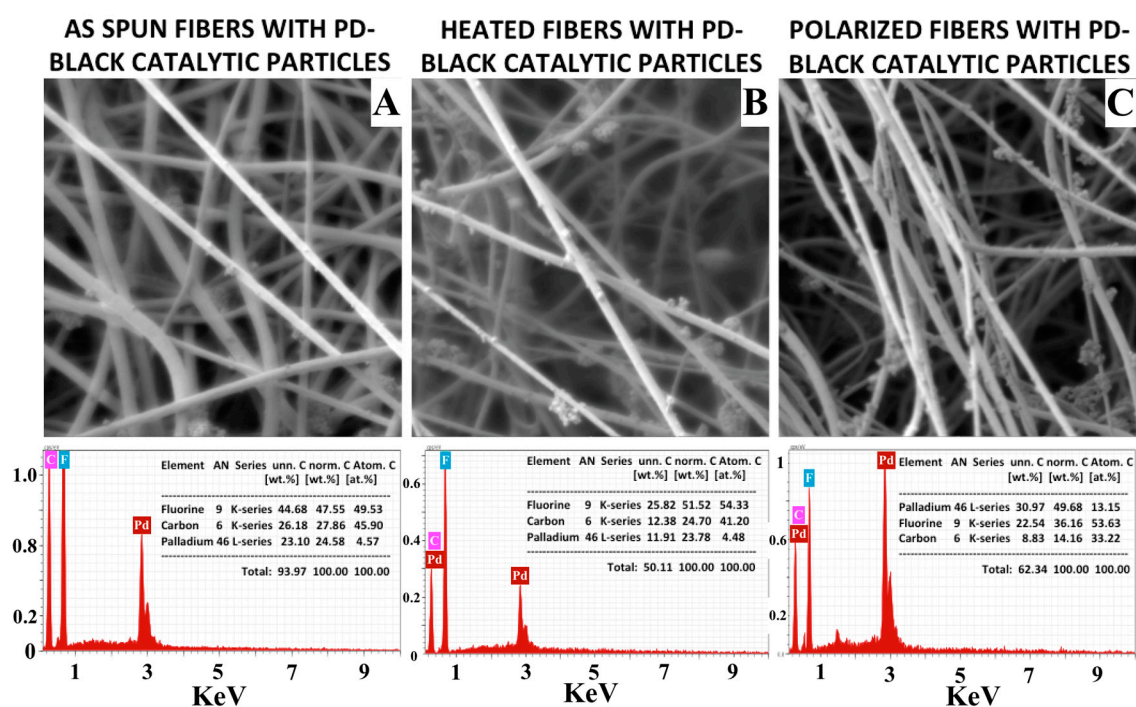 AS SPUN FIBERS WITH PD-
BLACK CATALYTIC PARTICLES
A
HEATED FIBERS WITH PD-
BLACK CATALYTIC PARTICLES
B
POLARIZED FIBERS WITH PD-
BLACK CATALYTIC PARTICLES
C
C F
Pd
Element AN Series unn. C norm. C Atom. C
[wt.%] [wt.%] [at.%]
Fluorine 9 K-series 44.68 47.55 49.53
Carbon 6 K-series 26.18 27.86 45.90
Palladium 46 L-series 23.10 24.58 4.57
Total: 93.97 100.00 100.00
1.0
0.8
0.2
0
1 3 5 7 9
KeV
F
C
Pd
Pd
Element AN Series unn. C norm. C Atom. C
[wt.%] [wt.%] [at.%]
Fluorine 9 K-series 25.82 51.52 54.33
Carbon 6 K-series 12.38 24.70 41.20
Palladium 46 L-series 11.91 23.78 4.48
Total: 50.11 100.00 100.00
0.6
0.4
0.2
0
1 3 5 7 9
KeV
Pd
F
C
Pd
Element AN Series unn. C norm. C Atom. C
[wt.%] [wt.%] [at.%]
Palladium 46 L-series 30.97 49.68 13.15
Fluorine 9 K-series 22.54 36.16 53.63
Carbon 6 K-series 8.83 14.16 33.22
Total: 62.34 100.00 100.00
1
0.6
0.2
0
1 3 5 7 9
KeV